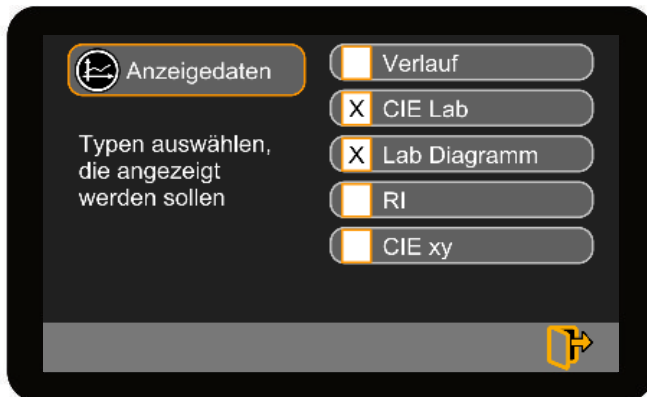 Anzeigedaten
Typen auswählen,
die angezeigt
werden sollen
Verlauf
X CIE Lab
X Lab Diagramm
RI
CIE xy